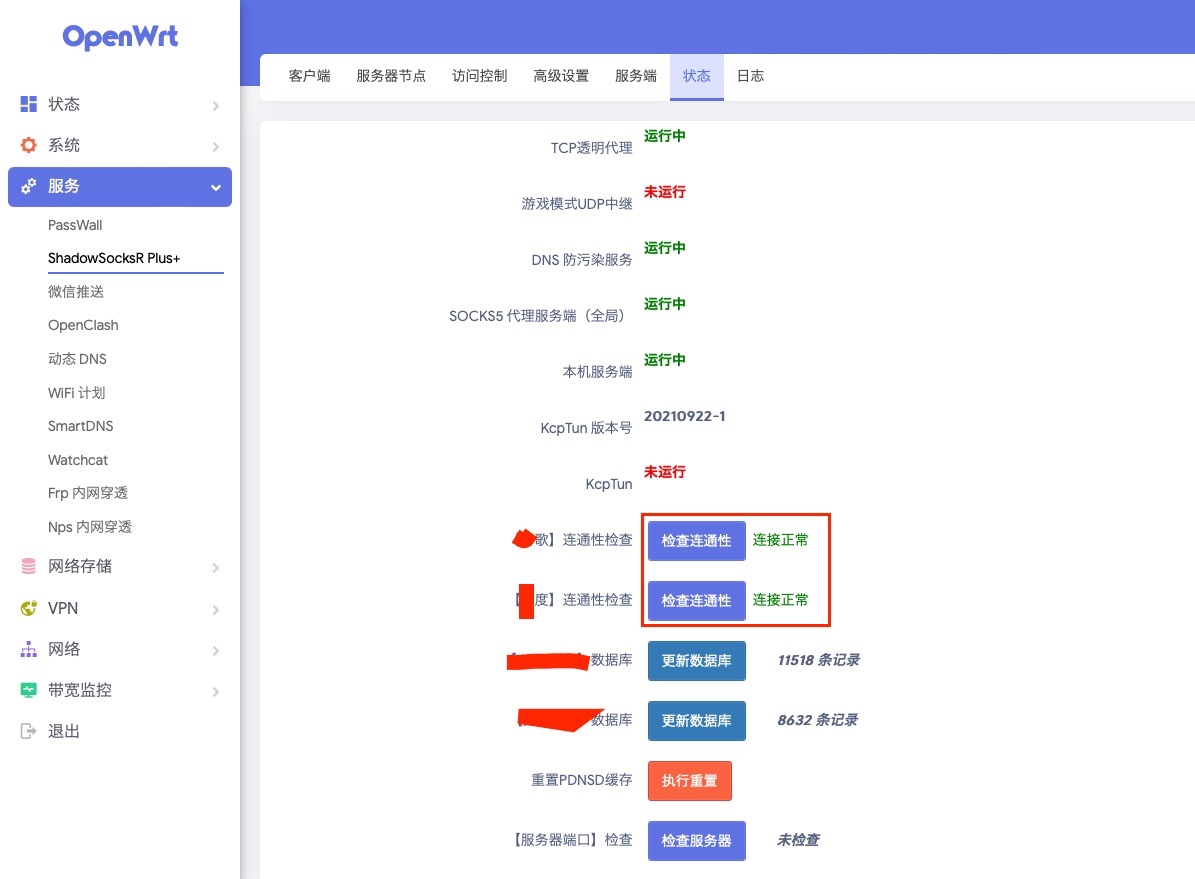 OpenWrt
状态
系统
服务
PassWall
ShadowSocksR Plus+
微信推送
OpenClash
动态 DNS
WiFi 计划
SmartDNS
Watchcat
Frp 内网穿透
Nps 内网穿透
网络存储
VPN
网络
带宽监控
退出
客户端 服务器节点 访问控制 高级设置 服务端 状态 日志
TCP透明代理 运行中
游戏模式UDP中继 未运行
DNS 防污染服务 运行中
SOCKS5 代理服务端（全局） 运行中
本机服务端 运行中
KcpTun 版本号 20210922-1
KcpTun 未运行
歌】连通性检查 检查连通性 连接正常
【 度】连通性检查 检查连通性 连接正常
数据库 更新数据库 11518 条记录
数据库 更新数据库 8632 条记录
重置PDNSD缓存 执行重置
【服务器端口】检查 检查服务器 未检查